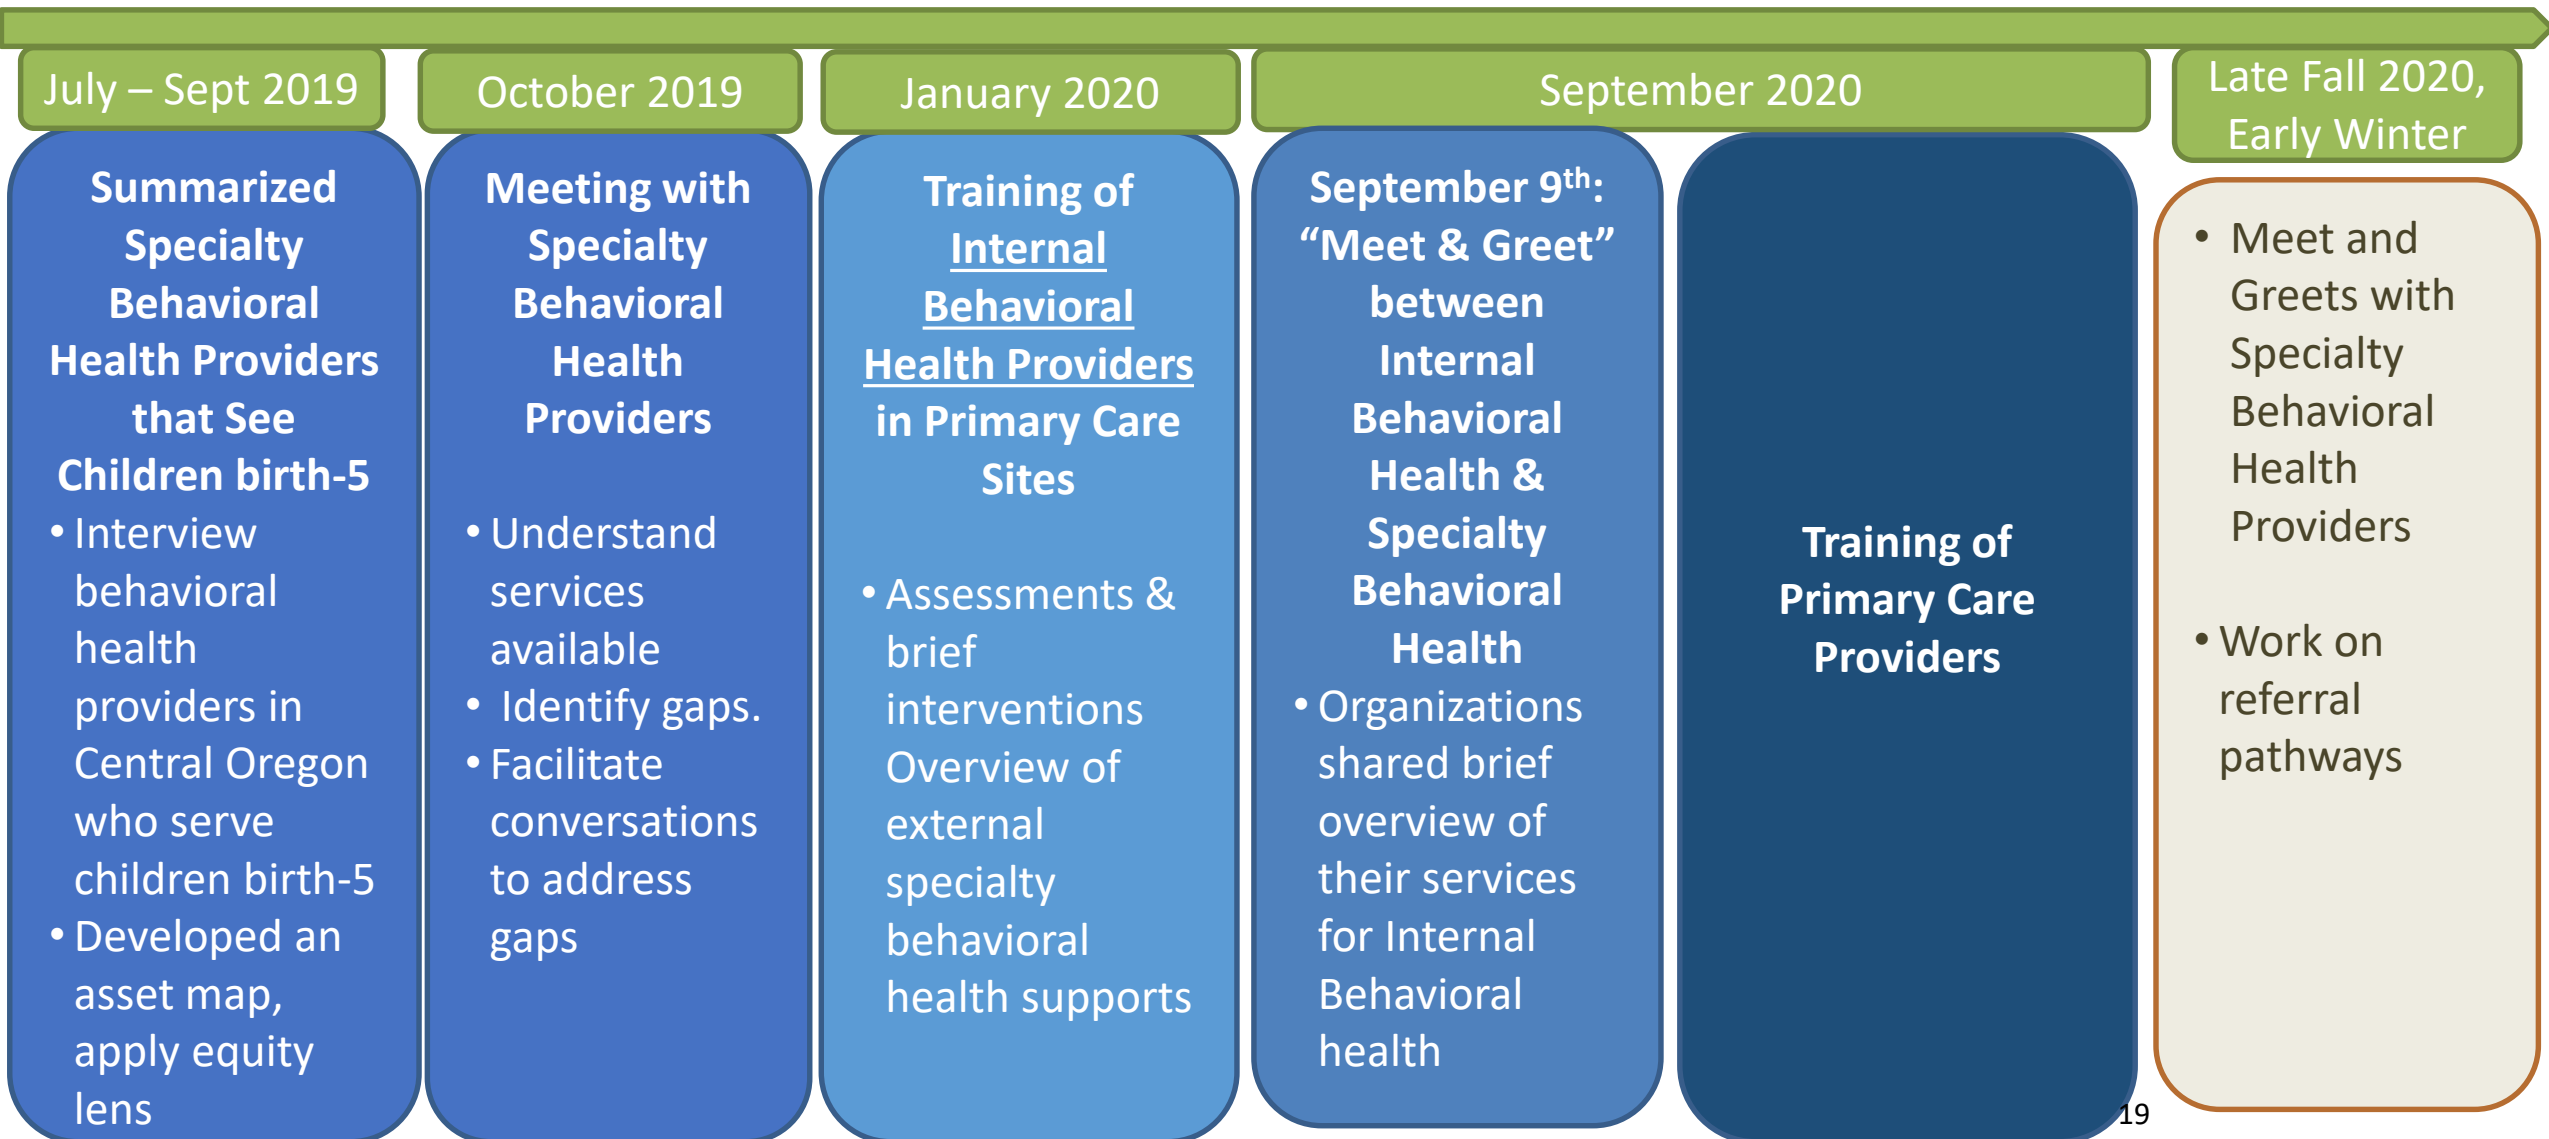 July – Sept 2019
Summarized
Specialty
Behavioral
Health Providers
that See
Children birth-5
• Interview
behavioral
health
providers in
Central Oregon
who serve
children birth-5
• Developed an
asset map,
apply equity
lens
October 2019
Meeting with
Specialty
Behavioral
Health
Providers
• Understand
services
available
• Identify gaps.
• Facilitate
conversations
to address
gaps
January 2020
Training of
Internal
Behavioral
Health Providers
in Primary Care
Sites
• Assessments &
brief
interventions
Overview of
external
specialty
behavioral
health supports
September 2020
September 9th:
“Meet & Greet”
between
Internal
Behavioral
Health &
Specialty
Behavioral
Health
• Organizations
shared brief
overview of
their services
for Internal
Behavioral
health
Training of
Primary Care
Providers
Late Fall 2020,
Early Winter
• Meet and
Greets with
Specialty
Behavioral
Health
Providers
• Work on
referral
pathways
19